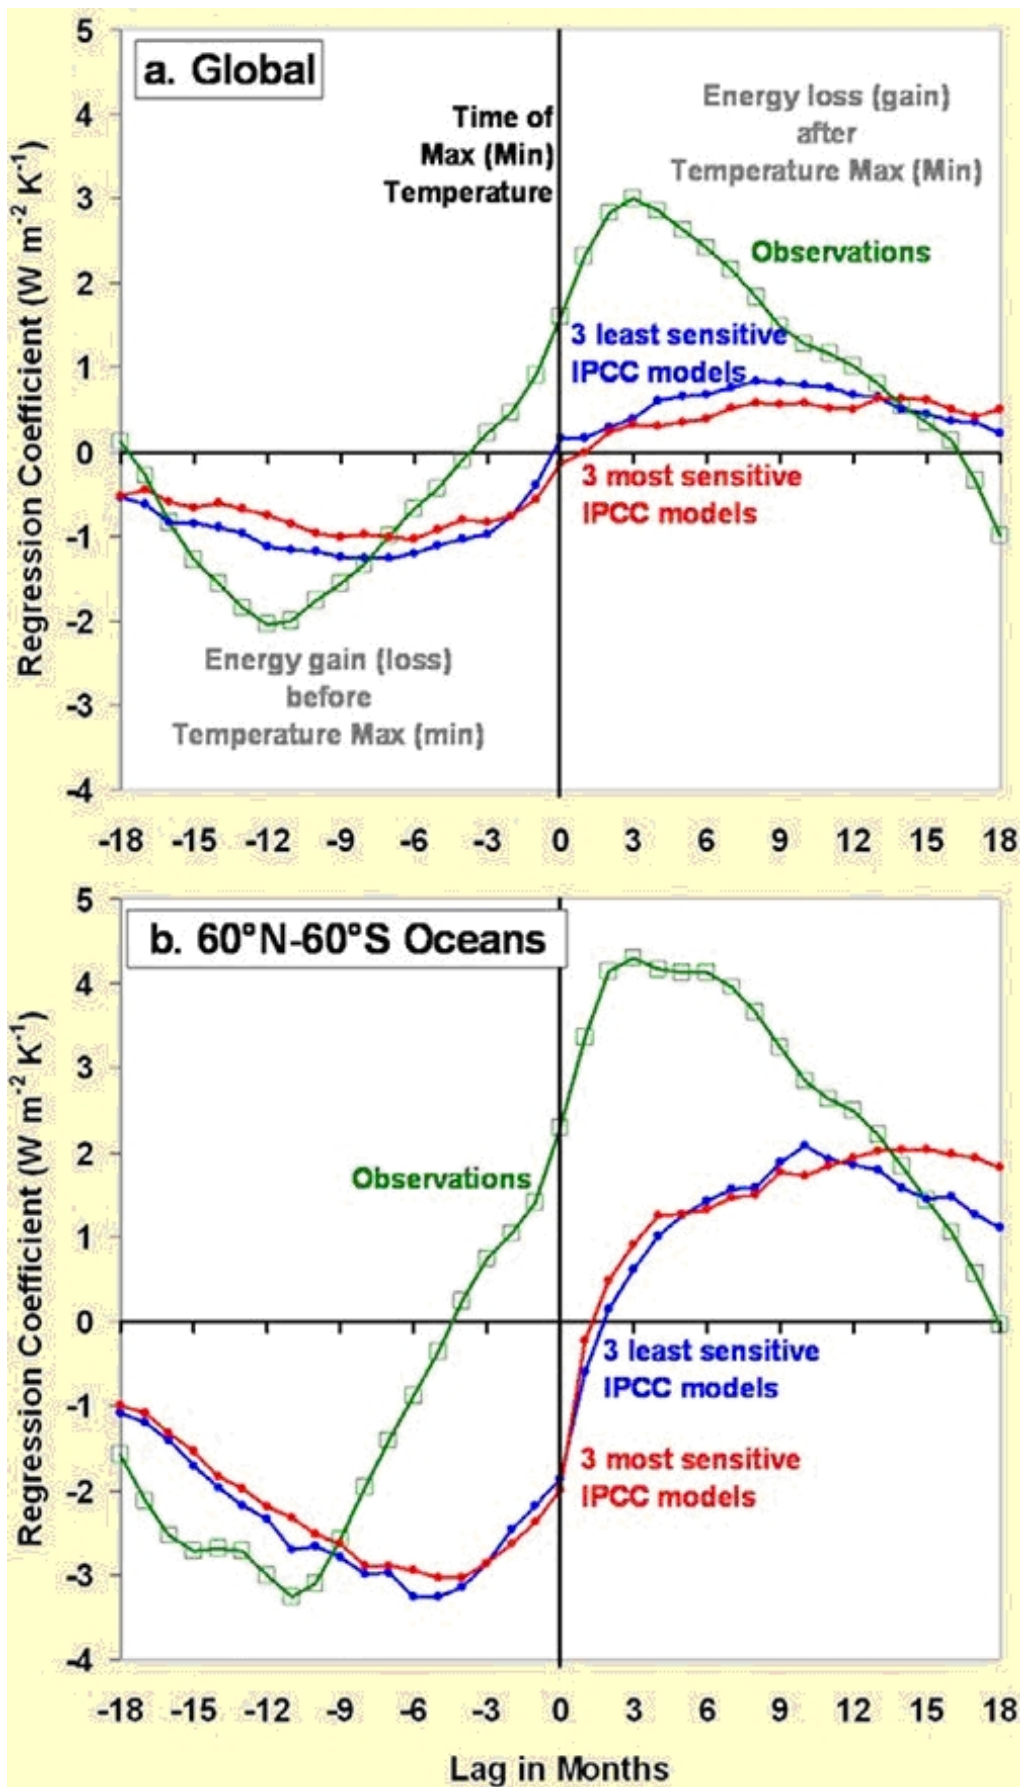 a. Global
Time of
Max (Min)
Temperature
Energy loss (gain)
after
Temperature Max (Min)
Observations
3 least sensitive
IPCC models
3 most sensitive
IPCC models
Energy gain (loss)
before
Temperature Max (min)
Regression Coefficient (W m⁻² K⁻¹)
5
4
3
2
1
0
-1
-2
-3
-4
-18 -15 -12 -9 -6 -3 0 3 6 9 12 15 18
b. 60°N-60°S Oceans
Observations
3 least sensitive
IPCC models
3 most sensitive
IPCC models
Regression Coefficient (W m⁻² K⁻¹)
5
4
3
2
1
0
-1
-2
-3
-4
-18 -15 -12 -9 -6 -3 0 3 6 9 12 15 18
Lag in Months